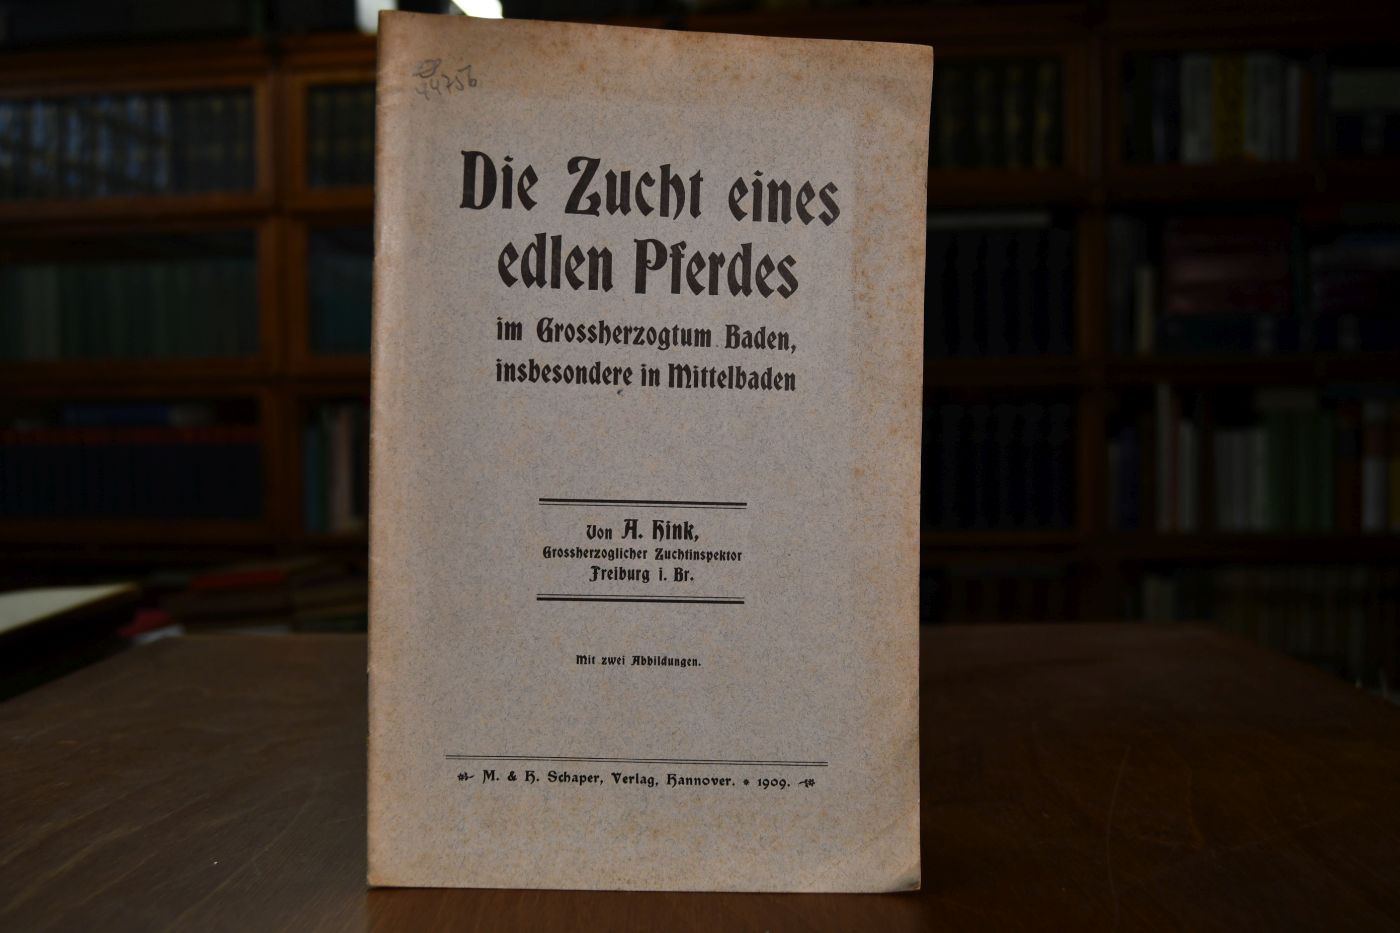 44756
Die Zucht eines
edlen Pferdes
im Grossherzogtum Baden,
insbesondere in Mittelbaden
Von A. Hink,
Grossherzoglicher Zuchtinspektor
Freiburg i. Br.
Mit zwei Abbildungen.
M. & H. Schaper, Verlag, Hannover. * 1909.